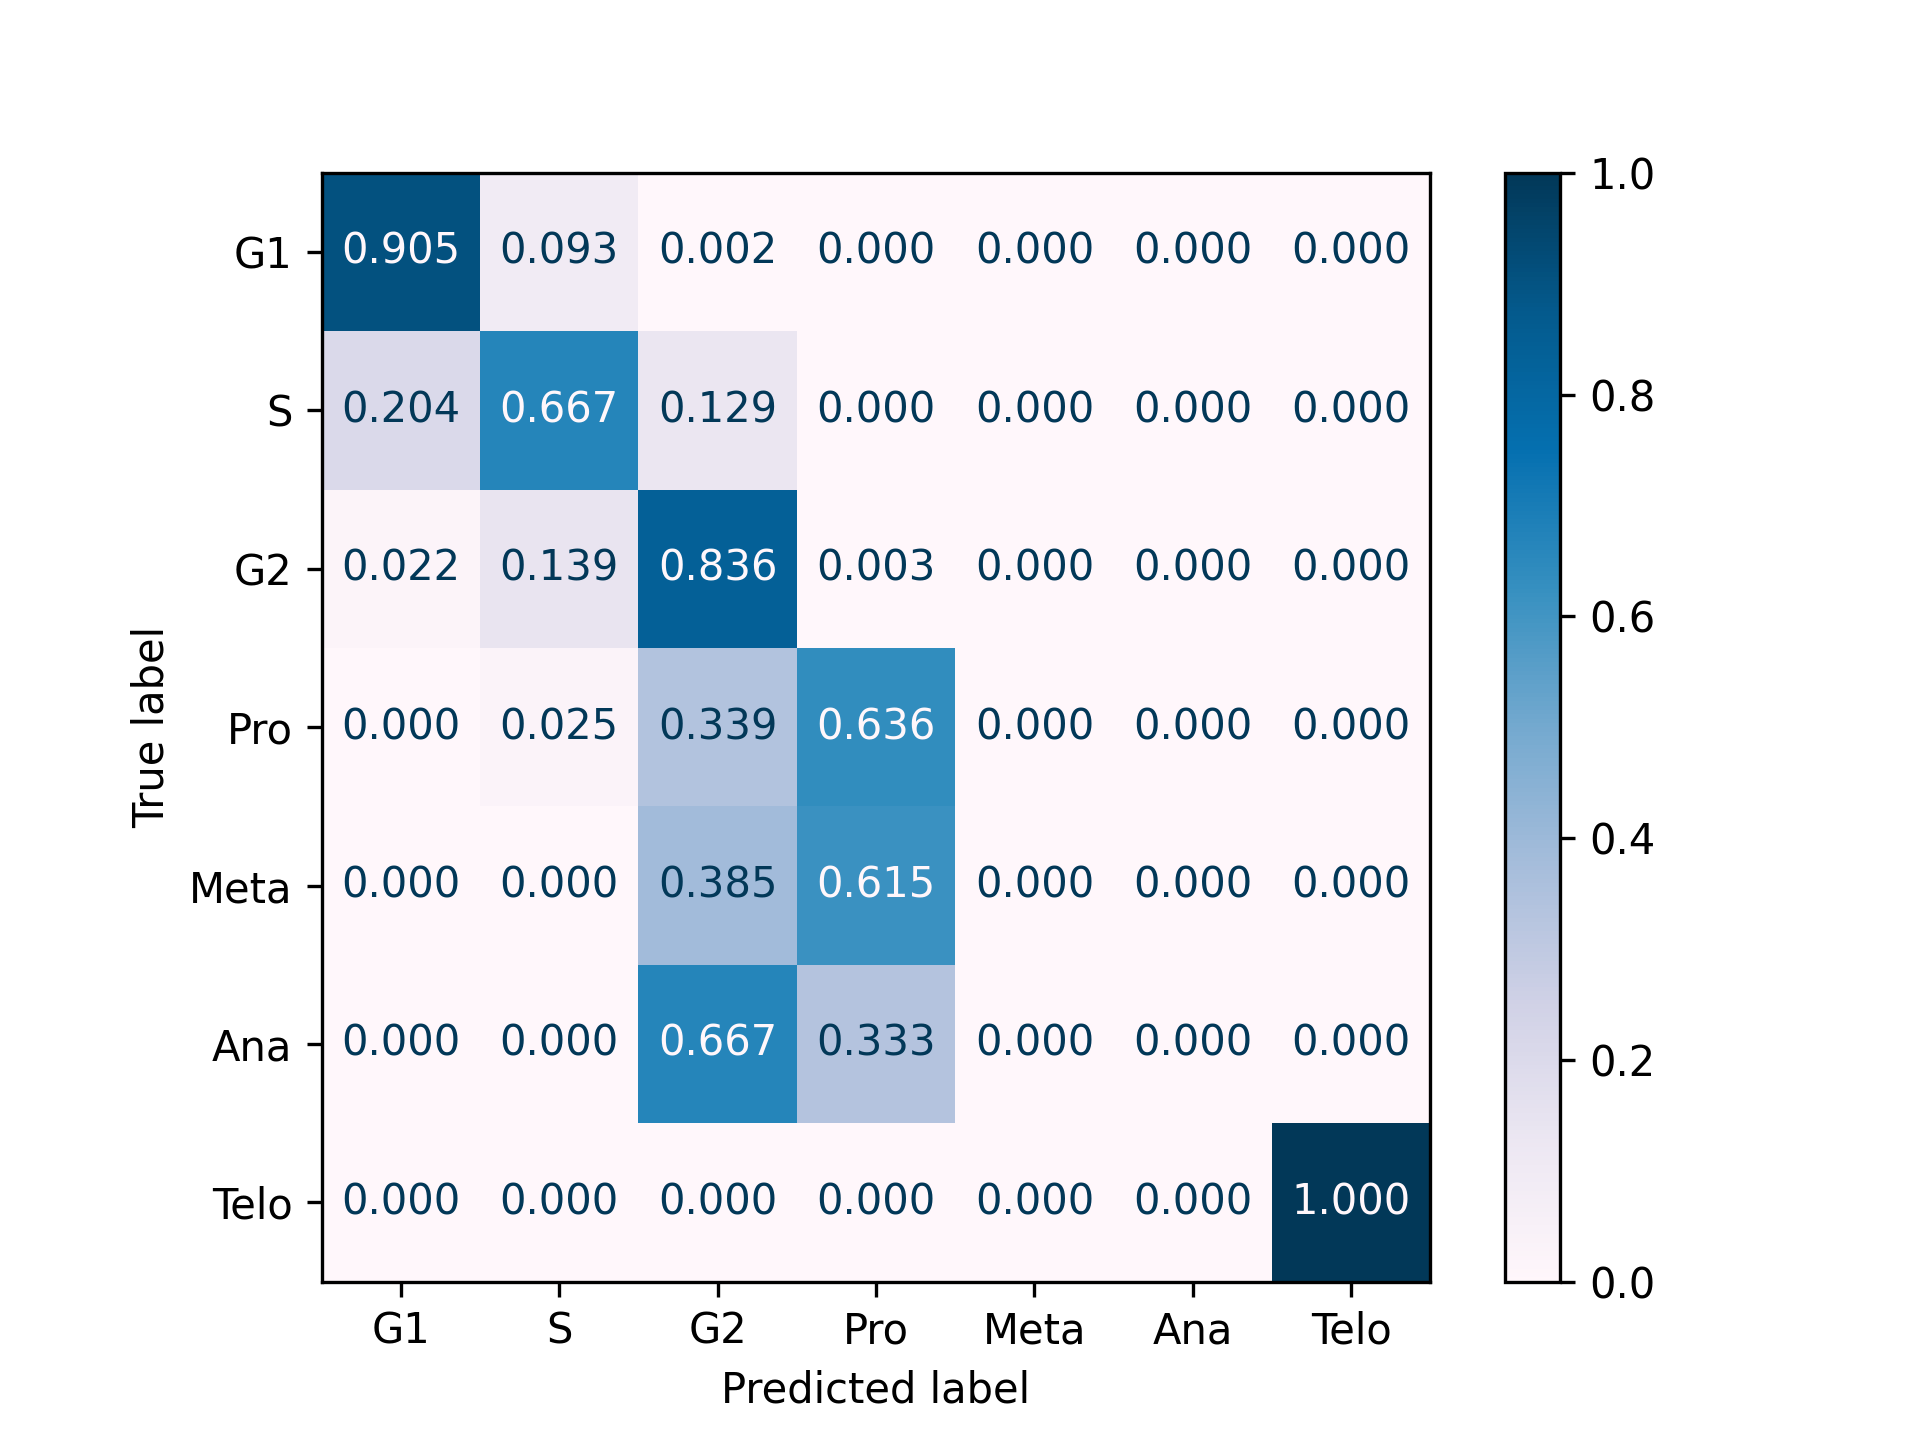 G1 0.905 0.093 0.002 0.000 0.000 0.000 0.000
S 0.204 0.667 0.129 0.000 0.000 0.000 0.000
G2 0.022 0.139 0.836 0.003 0.000 0.000 0.000
Pro 0.000 0.025 0.339 0.636 0.000 0.000 0.000
Meta 0.000 0.000 0.385 0.615 0.000 0.000 0.000
Ana 0.000 0.000 0.667 0.333 0.000 0.000 0.000
Telo 0.000 0.000 0.000 0.000 0.000 0.000 1.000
G1 S G2 Pro Meta Ana Telo
Predicted label
True label
1.0
0.8
0.6
0.4
0.2
0.0